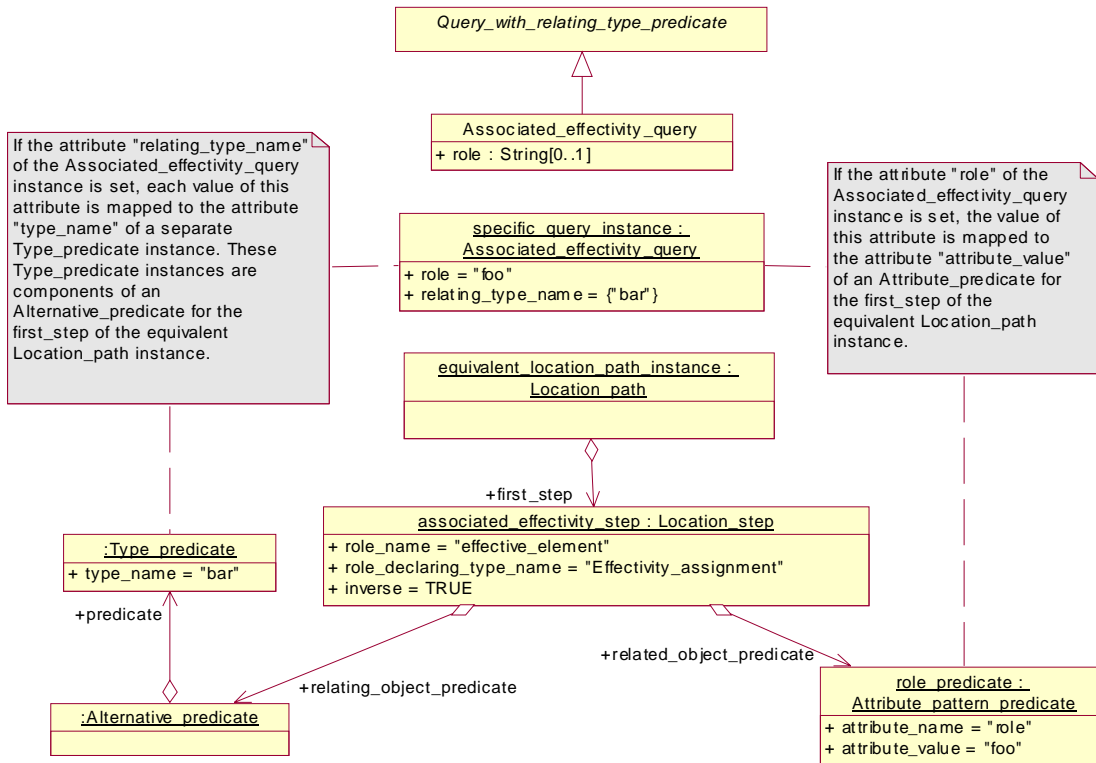 Query_with_relating_type_predicate
Associated_effectivity_query
+ role : String[0..1]
If the attribute "relating_type_name"
of the Associated_effectivity_query
instance is set, each value of this
attribute is mapped to the attribute
"type_name" of a separate
Type_predicate instance. These
Type_predicate instances are
components of an
Alternative_predicate for the
first_step of the equivalent
Location_path instance.
specific_query_instance :
Associated_effectivity_query
+ role = "foo"
+ relating_type_name = {"bar"}
If the attribute "role" of the
Associated_effectivity_query
instance is set, the value of
this attribute is mapped to
the attribute "attribute_value"
of an Attribute_predicate for
the first_step of the
equivalent Location_path
instance.
equivalent_location_path_instance :
Location_path
+first_step
associated_effectivity_step : Location_step
+ role_name = "effective_element"
+ role_declaring_type_name = "Effectivity_assignment"
+ inverse = TRUE
:Type_predicate
+ type_name = "bar"
+predicate
+related_object_predicate
+relating_object_predicate
:Alternative_predicate
role_predicate :
Attribute_pattern_predicate
+ attribute_name = "role"
+ attribute_value = "foo"